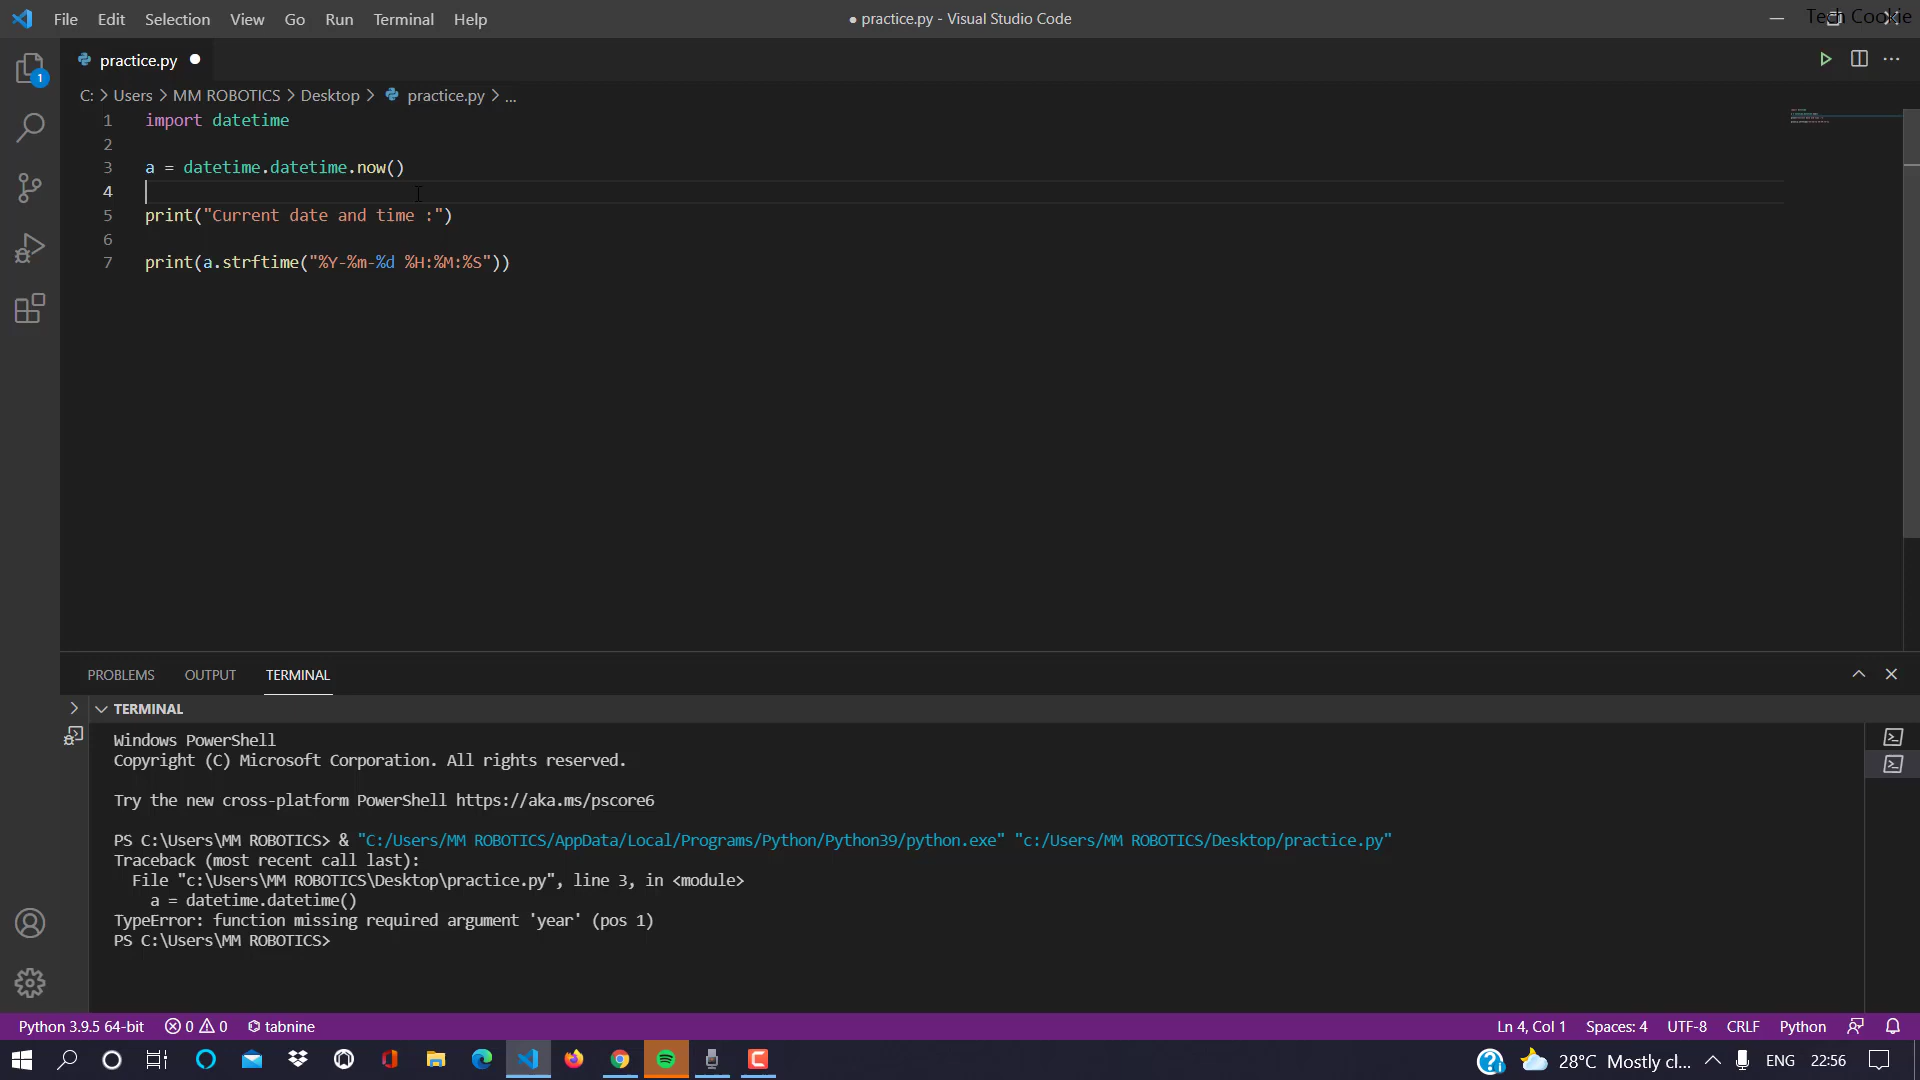 File Edit Selection View Go Run Terminal Help
● practice.py - Visual Studio Code
Tech Cookie
practice.py
1
C: > Users > MM ROBOTICS > Desktop > practice.py > ...
1 import datetime
2
3 a = datetime.datetime.now()
4
5 print("Current date and time :")
6
7 print(a.strftime("%Y-%m-%d %H:%M:%S"))
PROBLEMS OUTPUT TERMINAL
TERMINAL
Windows PowerShell
Copyright (C) Microsoft Corporation. All rights reserved.
Try the new cross-platform PowerShell https://aka.ms/pscore6
PS C:\Users\MM ROBOTICS> & "C:/Users/MM ROBOTICS/AppData/Local/Programs/Python/Python39/python.exe" "c:/Users/MM ROBOTICS/Desktop/practice.py"
Traceback (most recent call last):
File "c:\Users\MM ROBOTICS\Desktop\practice.py", line 3, in <module>
a = datetime.datetime()
TypeError: function missing required argument 'year' (pos 1)
PS C:\Users\MM ROBOTICS>
Python 3.9.5 64-bit 0 0 tabnine Ln 4, Col 1 Spaces: 4 UTF-8 CRLF Python
28°C Mostly cl... ENG 22:56